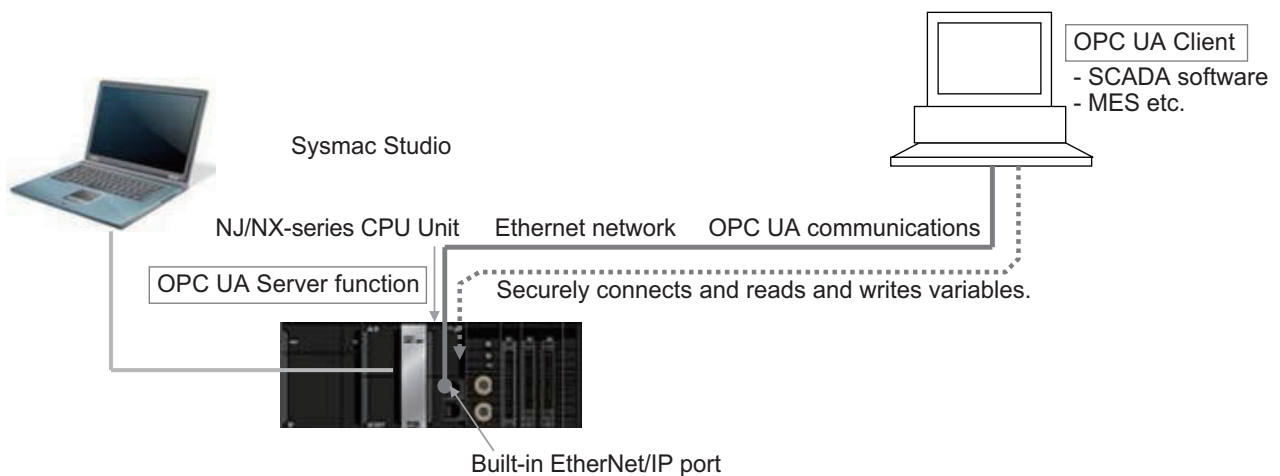 OPC UA Client
- SCADA software
- MES etc.
Sysmac Studio
NJ/NX-series CPU Unit
Ethernet network
OPC UA communications
OPC UA Server function
Securely connects and reads and writes variables.
Built-in EtherNet/IP port